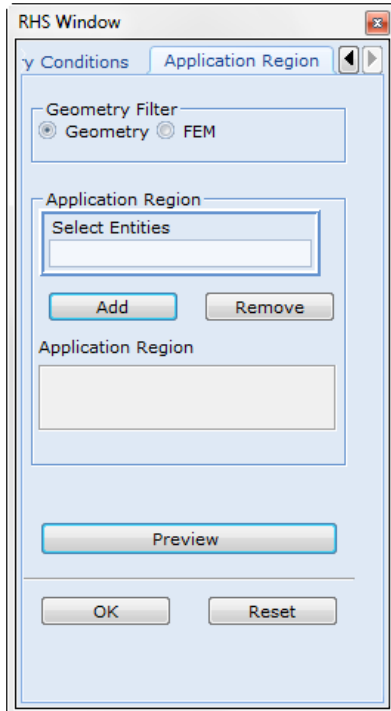 RHS Window
y Conditions Application Region
Geometry Filter
Geometry FEM
Application Region
Select Entities
Add Remove
Application Region
Preview
OK Reset